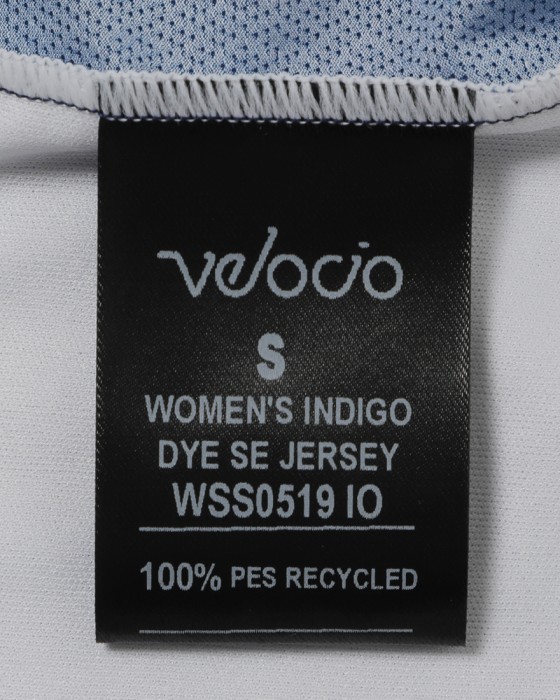 velocio
S
WOMEN'S INDIGO
DYE SE JERSEY
WSS0519 IO
100% PES RECYCLED